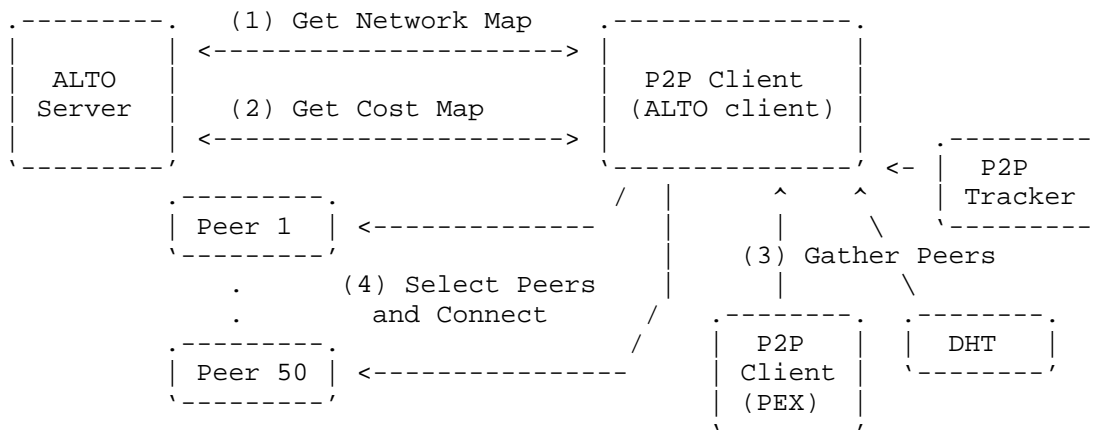 (1) Get Network Map
ALTO
Server
P2P Client
(ALTO client)
(2) Get Cost Map
P2P
Tracker
Peer 1
(3) Gather Peers
(4) Select Peers
and Connect
Peer 50
P2P
Client
(PEX)
DHT